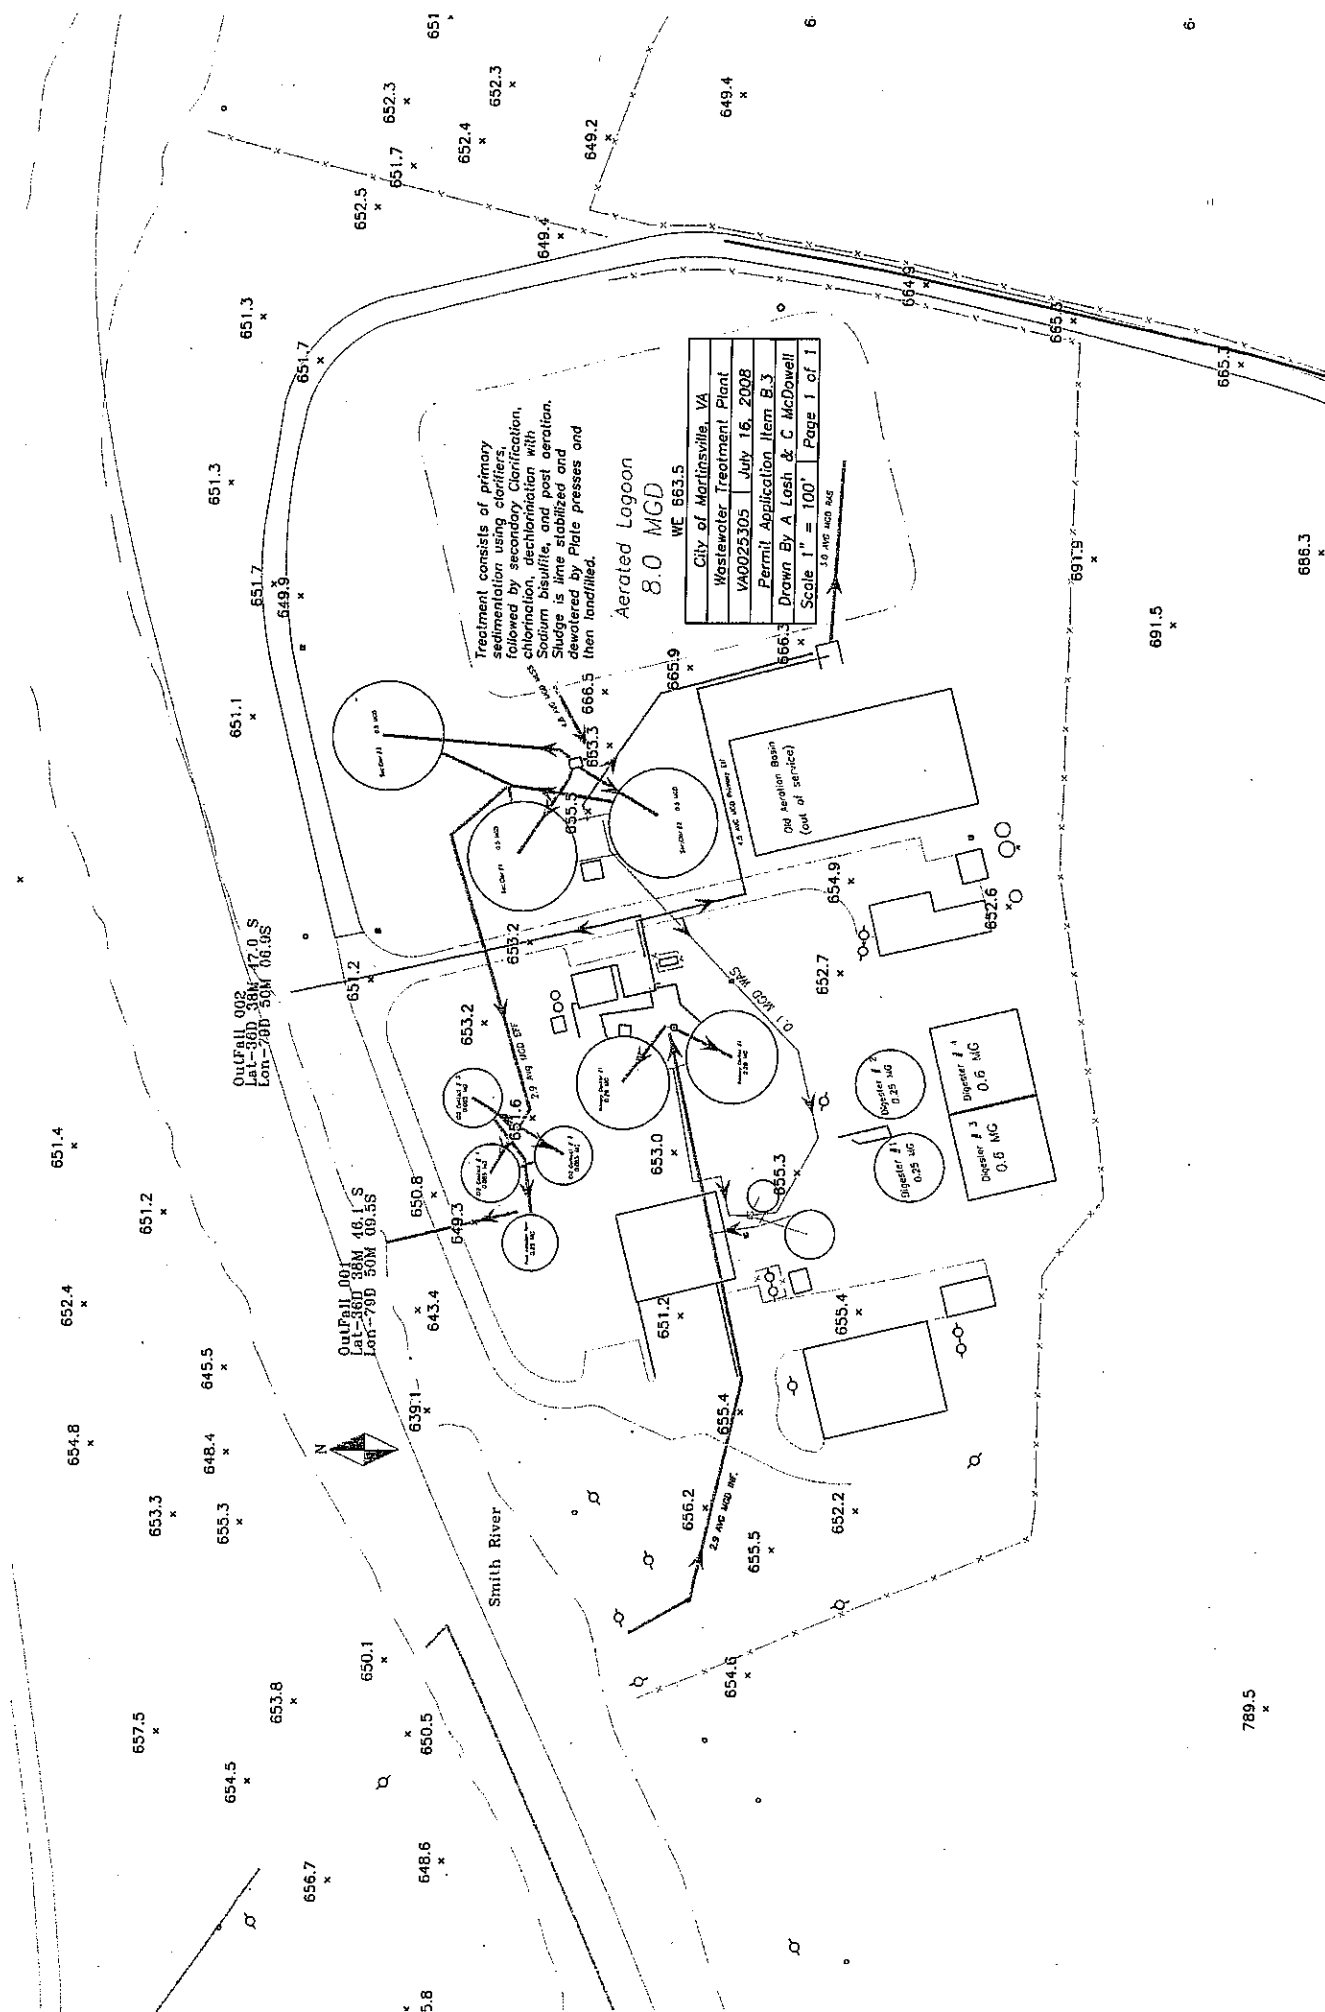 OutFall 002
Lat-36D 38M 47.0 S
Lon-79D 50M 06.9S
OutFall 001
Lat-36D 38M 46.1 S
Lon-79D 50M 09.5S
N
Smith River
Treatment consists of primary
sedimentation using clarifiers,
followed by secondary Clarification,
chlorination, dechloriniation with
Sodium bisulfite, and post aeration.
Sludge is lime stabilized and
dewatered by Plate presses and
then landfilled.
Aerated Lagoon
8.0 MGD
WE 663.5
City of Martinsville, VA
Wastewater Treatment Plant
VA0025305 July 16, 2008
Permit Application Item B.3
Drawn By A Lash & C McDowell
Scale 1" = 100' Page 1 of 1
Old Aeration Basin
(out of service)
4.5 AVG MGD Primary Eff
2.9 AVG MGD EFF
2.9 AVG MGD INF.
0.1 MGD WAS
Digester # 2
0.25 MG
Digester #1
0.25 MG
Digester # 4
0.6 MG
Digester # 3
0.6 MG
651
652.3
652.3
652.4
651.7
652.5
649.2
649.4
649.4
651.3
651.7
664.9
665.3
665.3
651.3
651.7
649.9
651.1
666.5
665.9
666.3
691.9
691.5
686.3
653.3
655.5
654.9
652.6
652.7
653.2
651.2
653.2
651.6
653.0
655.3
651.4
651.2
650.8
649.3
643.4
639.1
652.4
645.5
654.8
648.4
653.3
655.3
651.2
655.4
655.4
656.2
655.5
652.2
654.6
650.1
653.8
650.5
657.5
654.5
656.7
648.6
5.8
789.5
6
6